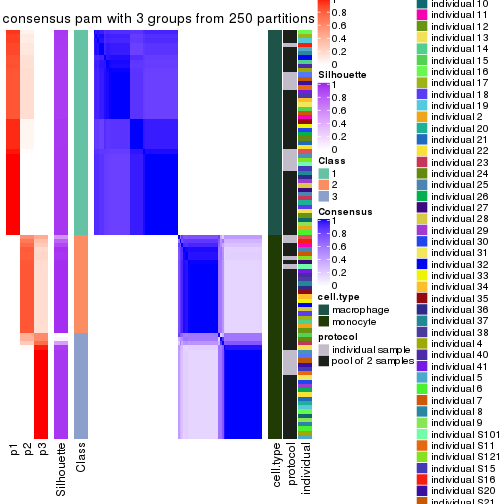 consensus pam with 3 groups from 250 partitions
p1
p2
p3
Silhouette
Class
cell.type
protocol
individual
0.8
0.6
0.4
0.2
0
Silhouette
1
0.8
0.6
0.4
0.2
0
Class
1
2
3
Consensus
1
0.8
0.6
0.4
0.2
0
cell.type
macrophage
monocyte
protocol
individual sample
pool of 2 samples
individual 10
individual 11
individual 12
individual 13
individual 14
individual 15
individual 16
individual 17
individual 18
individual 19
individual 2
individual 20
individual 21
individual 22
individual 23
individual 24
individual 25
individual 26
individual 27
individual 28
individual 29
individual 30
individual 31
individual 32
individual 33
individual 34
individual 35
individual 36
individual 37
individual 38
individual 4
individual 40
individual 41
individual 5
individual 6
individual 7
individual 8
individual 9
individual S101
individual S11
individual S121
individual S15
individual S16
individual S20
individual S21